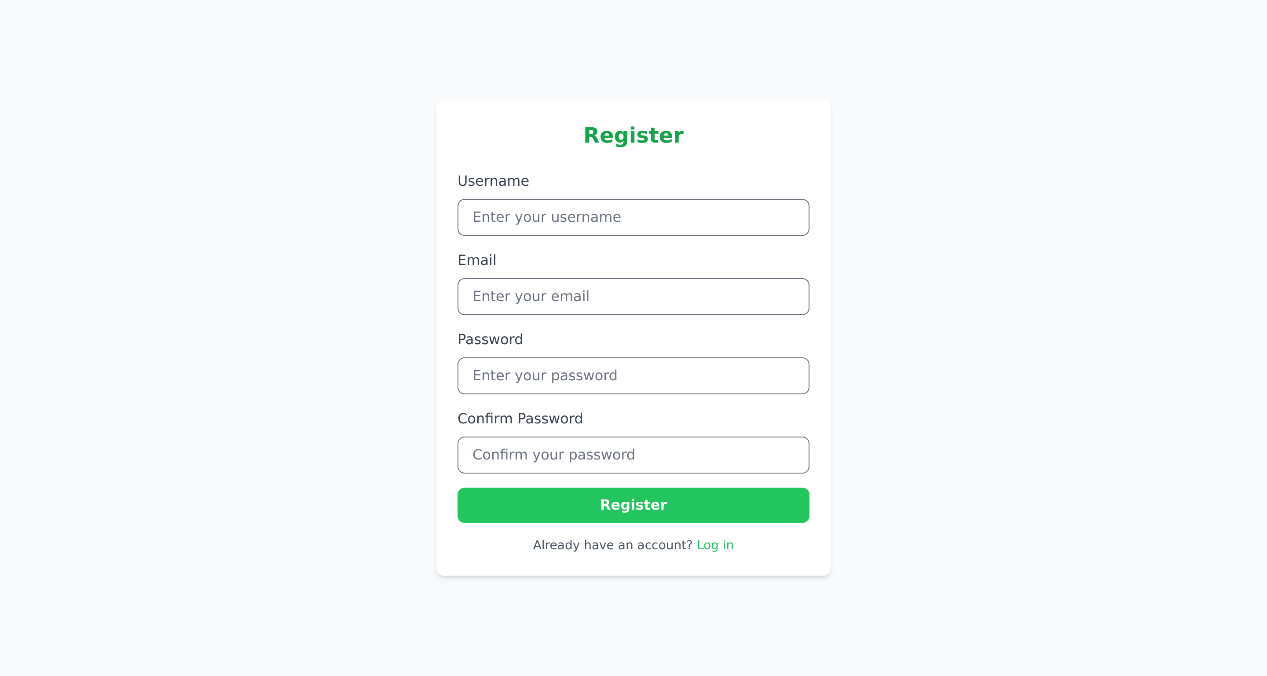 Register
Username
Enter your username
Email
Enter your email
Password
Enter your password
Confirm Password
Confirm your password
Register
Already have an account? Log in